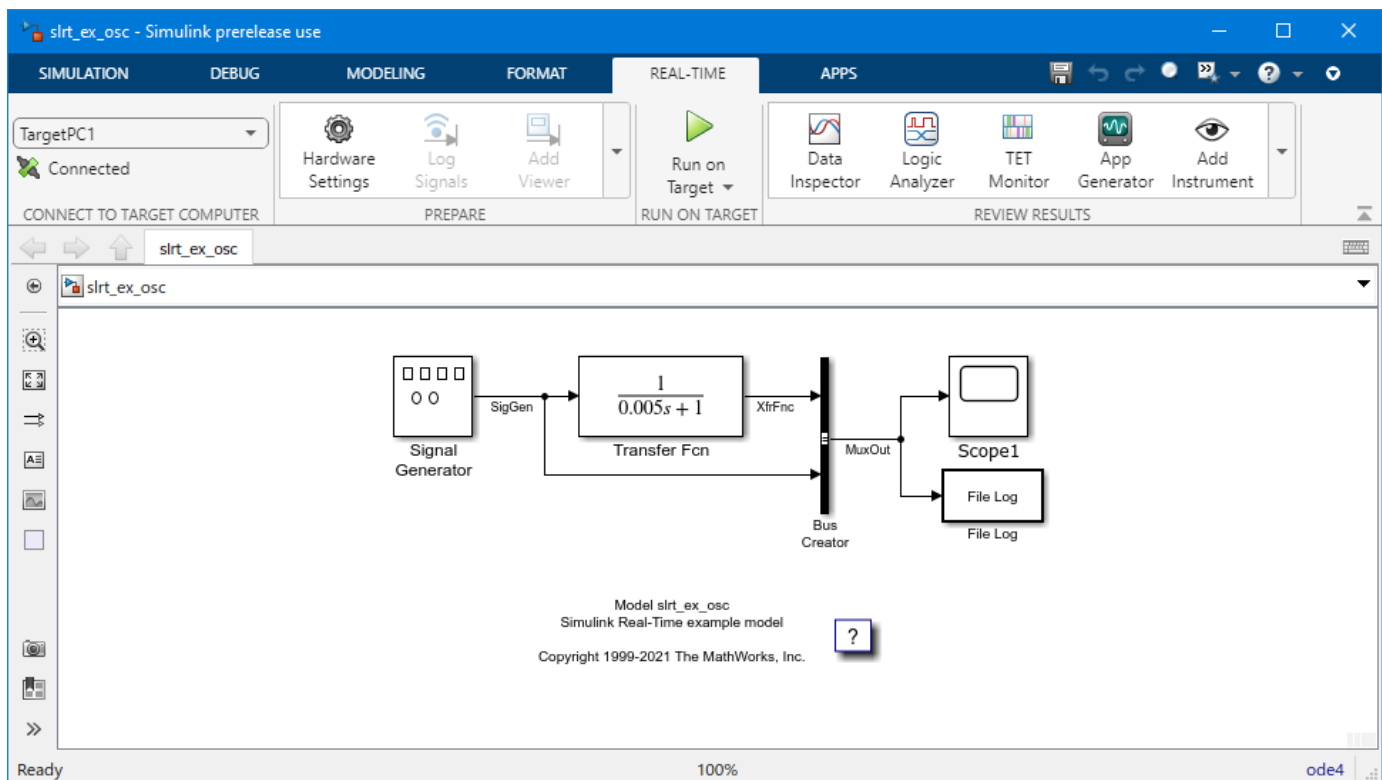 slrt_ex_osc - Simulink prerelease use
SIMULATION DEBUG MODELING FORMAT REAL-TIME APPS
TargetPC1
Connected
CONNECT TO TARGET COMPUTER
Hardware
Settings
Log
Signals
Add
Viewer
PREPARE
Run on
Target
RUN ON TARGET
Data
Inspector
Logic
Analyzer
TET
Monitor
App
Generator
Add
Instrument
REVIEW RESULTS
slrt_ex_osc
slrt_ex_osc
Signal
Generator
SigGen
1
0.005s + 1
Transfer Fcn
XfrFnc
Bus
Creator
MuxOut
Scope1
File Log
File Log
Model slrt_ex_osc
Simulink Real-Time example model
?
Copyright 1999-2021 The MathWorks, Inc.
Ready 100% ode4